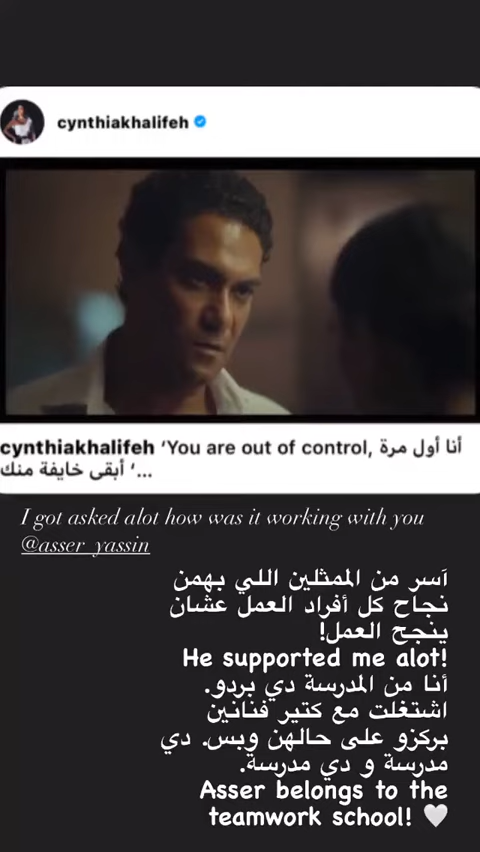 cynthiakhalifeh
cynthiakhalifeh ‘You are out of control, أنا أول مرة
أبقى خايفة منك ‘...
I got asked alot how was it working with you
@asser_yassin
آسر من الممثلين اللي بهمن
نجاح كل أفراد العمل عشان
ينجح العمل!
He supported me alot!
أنا من المدرسة دي بردو.
اشتغلت مع كتير فنانين
بركزو على حالهن وبس. دي
مدرسة و دي مدرسة.
Asser belongs to the
teamwork school! 🤍